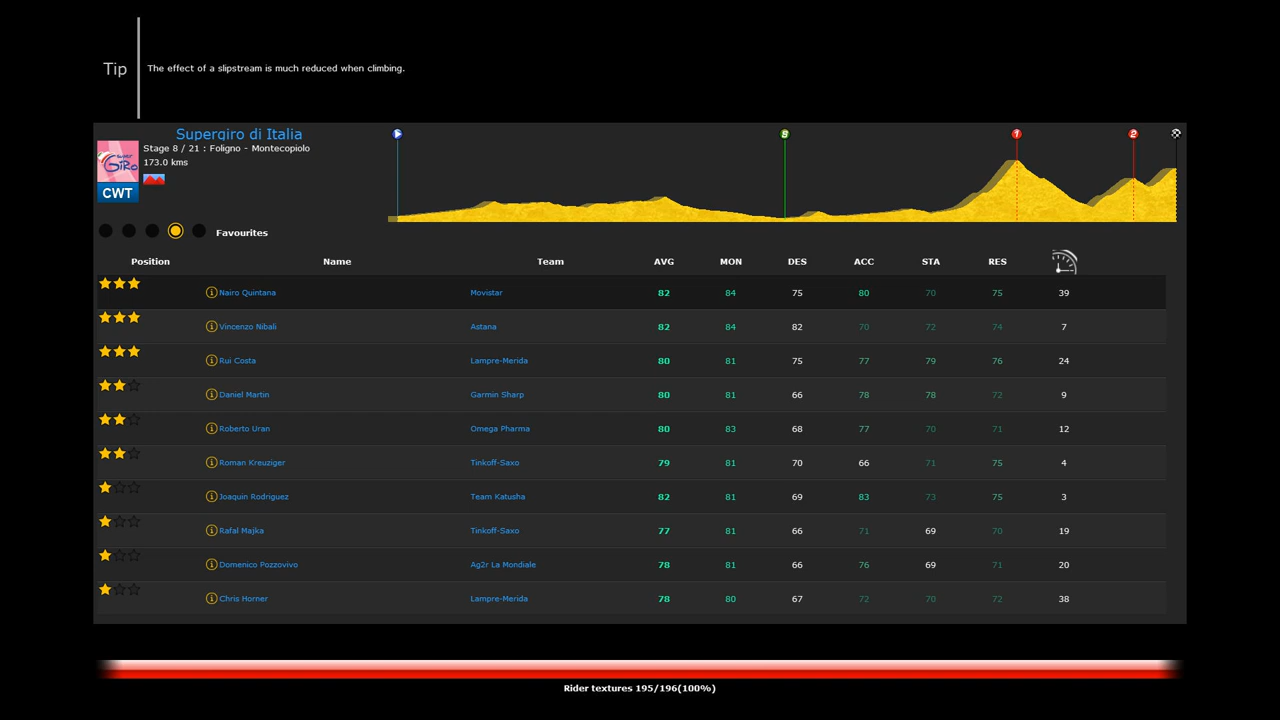 Tip
The effect of a slipstream is much reduced when climbing.
Supergiro di Italia
SUPER GIRO
CWT
Stage 8 / 21 : Foligno - Montecopiolo
173.0 kms
S
1
2
Favourites
Position Name Team AVG MON DES ACC STA RES
Nairo Quintana Movistar 82 84 75 80 70 75 39
Vincenzo Nibali Astana 82 84 82 70 72 74 7
Rui Costa Lampre-Merida 80 81 75 77 79 76 24
Daniel Martin Garmin Sharp 80 81 66 78 78 72 9
Roberto Uran Omega Pharma 80 83 68 77 70 71 12
Roman Kreuziger Tinkoff-Saxo 79 81 70 66 71 75 4
Joaquin Rodriguez Team Katusha 82 81 69 83 73 75 3
Rafal Majka Tinkoff-Saxo 77 81 66 71 69 70 19
Domenico Pozzovivo Ag2r La Mondiale 78 81 66 76 69 71 20
Chris Horner Lampre-Merida 78 80 67 72 70 72 38
Rider textures 195/196(100%)